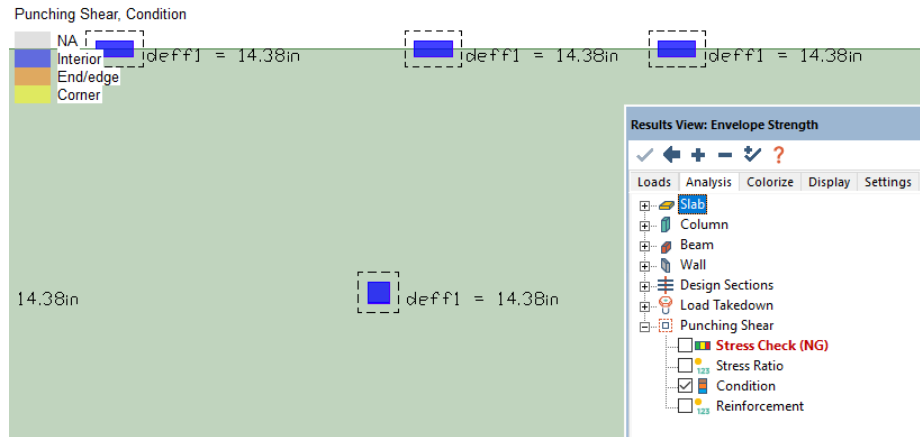 Punching Shear, Condition
NA
Interior
End/edge
Corner
deff1 = 14.38in
deff1 = 14.38in
deff1 = 14.38in
14.38in
deff1 = 14.38in
Results View: Envelope Strength
?
Loads Analysis Colorize Display Settings
Slab
Column
Beam
Wall
Design Sections
Load Takedown
Punching Shear
Stress Check (NG)
123 Stress Ratio
Condition
123 Reinforcement